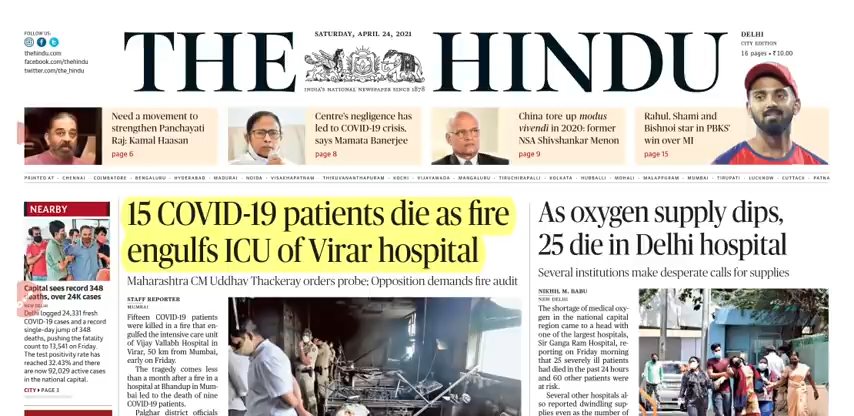 FOLLOW US:
thehindu.com
facebook.com/thehindu
twitter.com/the_hindu
THE HINDU
SATURDAY, APRIL 24, 2021
INDIA'S NATIONAL NEWSPAPER SINCE 1878
DELHI
CITY EDITION
16 pages • ₹10.00
Need a movement to
strengthen Panchayati
Raj: Kamal Haasan
page 6
Centre's negligence has
led to COVID-19 crisis,
says Mamata Banerjee
page 8
China tore up modus
vivendi in 2020: former
NSA Shivshankar Menon
page 9
Rahul, Shami and
Bishnoi star in PBKS'
win over MI
page 15
PRINTED AT • CHENNAI • COIMBATORE • BENGALURU • HYDERABAD • MADURAI • NOIDA • VISAKHAPATNAM • THIRUVANANTHAPURAM • KOCHI • VIJAYAWADA • MANGALURU • TIRUCHIRAPALLI • KOLKATA • HUBBALLI • MOHALI • MALAPPURAM • MUMBAI • TIRUPATI • LUCKNOW • CUTTACK • PATNA
NEARBY
Capital sees record 348
deaths, over 24K cases
NEW DELHI
Delhi logged 24,331 fresh
COVID-19 cases and a record
single-day jump of 348
deaths, pushing the fatality
count to 13,541 on Friday.
The test positivity rate has
reached 32.43% and there
are now 92,029 active cases
in the national capital.
CITY ▶ PAGE 2
15 COVID-19 patients die as fire
engulfs ICU of Virar hospital
Maharashtra CM Uddhav Thackeray orders probe; Opposition demands fire audit
STAFF REPORTER
MUMBAI
Fifteen COVID-19 patients
were killed in a fire that en-
gulfed the intensive care unit
of Vijay Vallabh Hospital in
Virar, 50 km from Mumbai,
early on Friday.
The tragedy comes less
than a month after a fire in a
hospital at Bhandup in Mum-
bai led to the death of nine
COVID-19 patients.
Palghar district officials
As oxygen supply dips,
25 die in Delhi hospital
Several institutions make desperate calls for supplies
NIKHIL M. BABU
NEW DELHI
The shortage of medical oxy-
gen in the national capital
region came to a head with
one of the largest hospitals,
Sir Ganga Ram Hospital, re-
porting on Friday morning
that 25 severely ill patients
had died in the past 24 hours
and 60 other patients were
at risk.
Several other hospitals al-
so reported dwindling sup-
plies even as the number of